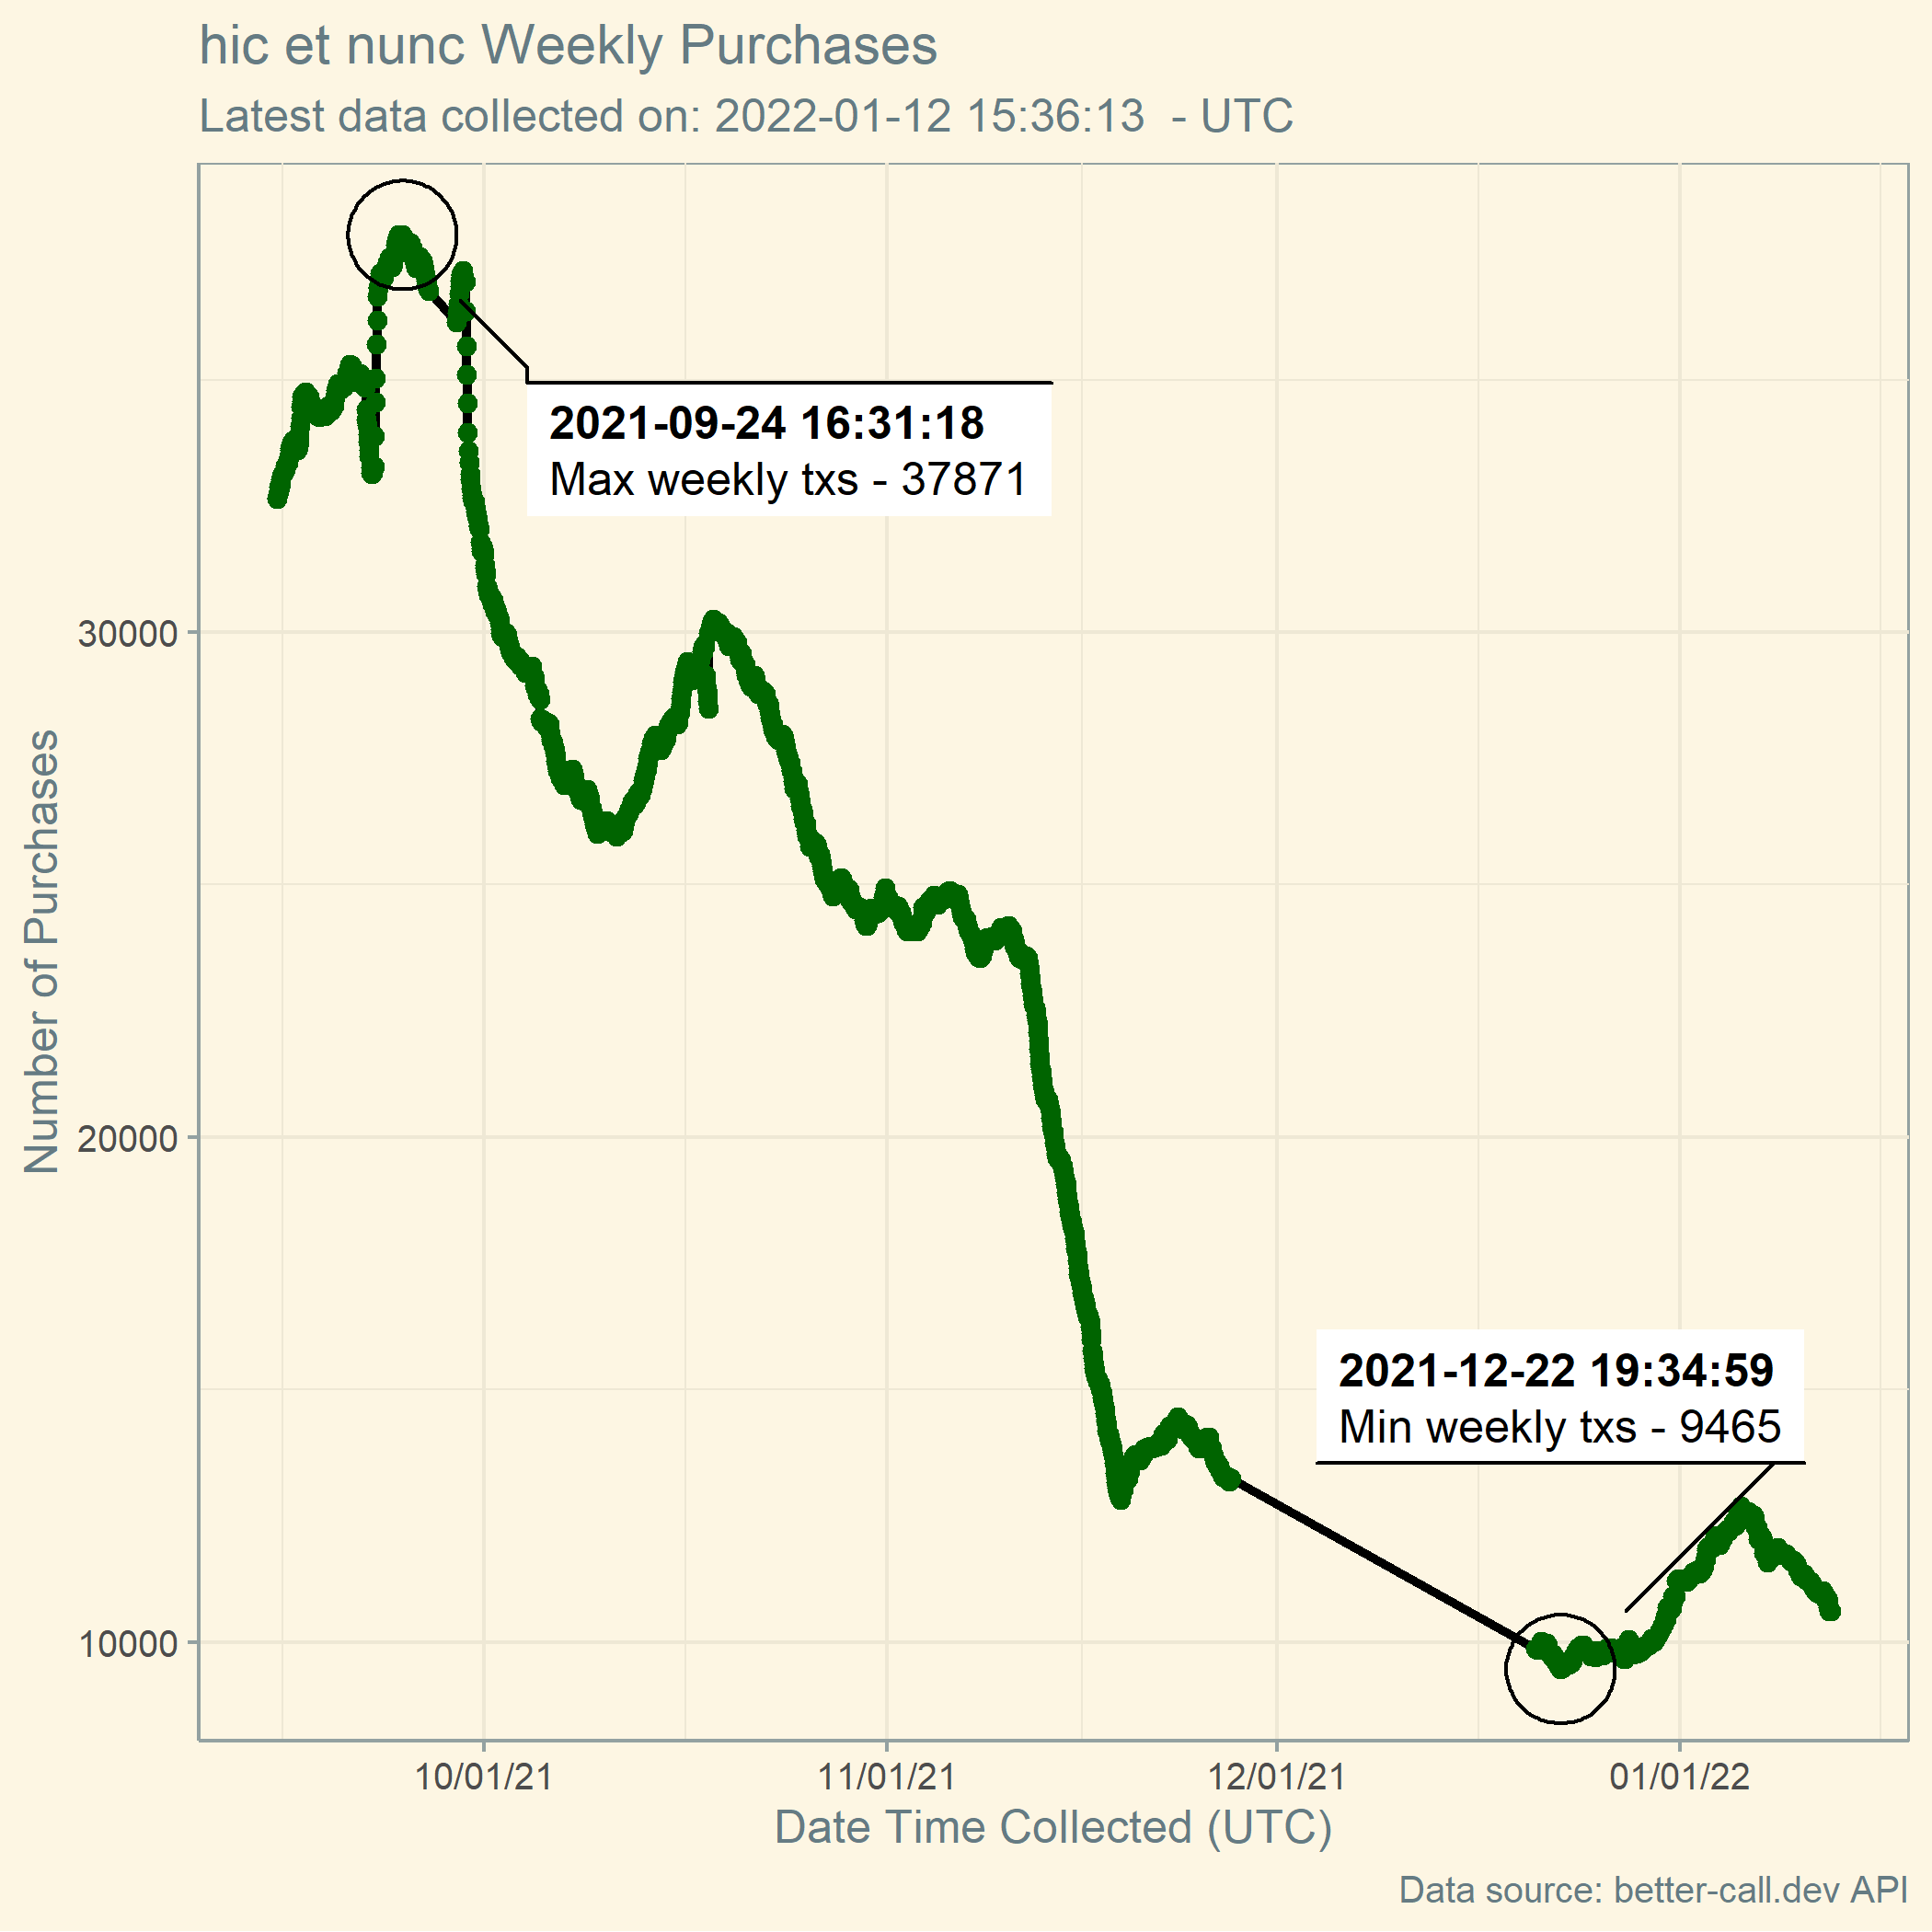 hic et nunc Weekly Purchases
Latest data collected on: 2022-01-12 15:36:13 - UTC
2021-09-24 16:31:18
Max weekly txs - 37871
30000
20000
10000
Number of Purchases
2021-12-22 19:34:59
Min weekly txs - 9465
10/01/21
11/01/21
12/01/21
01/01/22
Date Time Collected (UTC)
Data source: better-call.dev API